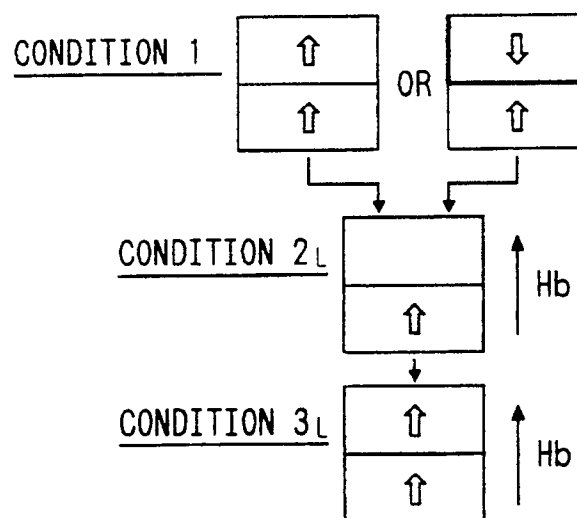 CONDITION 1
OR
CONDITION 2L
Hb
CONDITION 3L
Hb